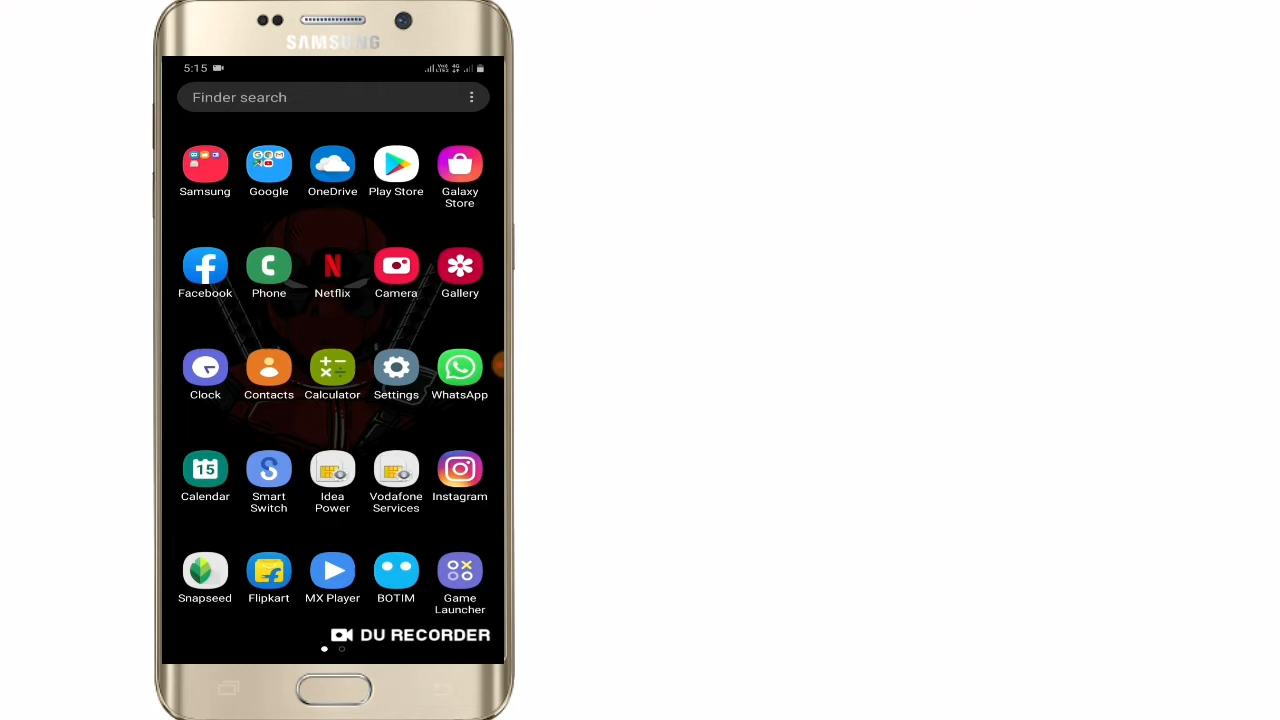 SAMSUNG
5:15
Finder search
Samsung Google OneDrive Play Store Galaxy
Store
Facebook Phone Netflix Camera Gallery
Clock Contacts Calculator Settings WhatsApp
15
Calendar Smart Idea Vodafone Instagram
Switch Power Services
Snapseed Flipkart MX Player BOTIM Game
Launcher
DU RECORDER